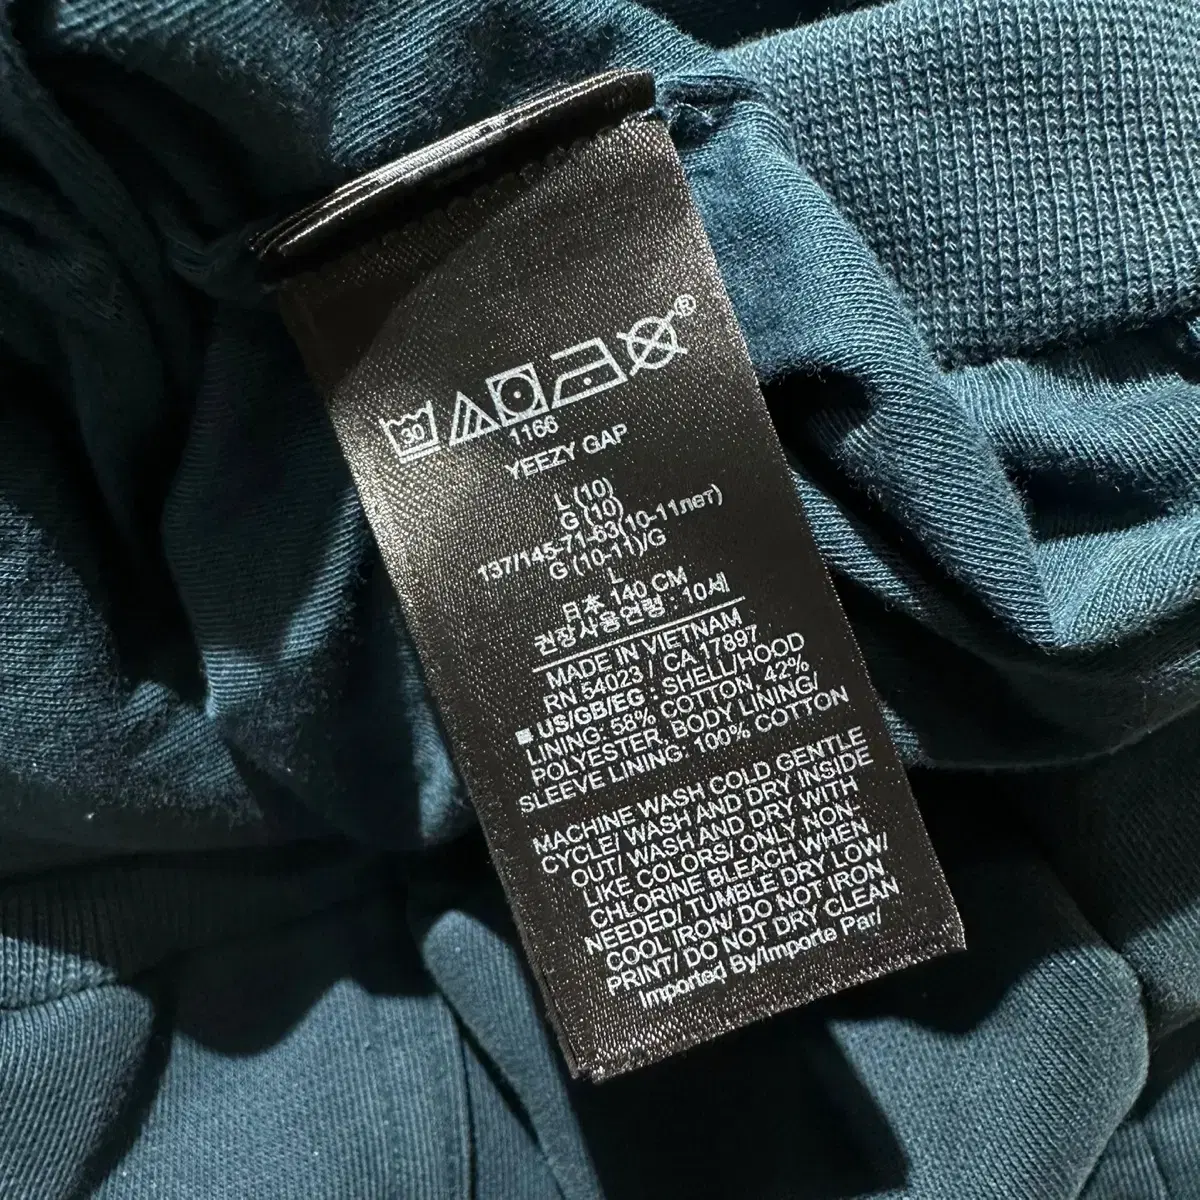 30
®
1166
YEEZY GAP
L (10)
G (10)
137/145-71-63(10-11лет)
G (10-11)/G
L
日本 140 CM
권장사용연령 : 10세
MADE IN VIETNAM
RN 54023 / CA 17897
US/GB/EG : SHELL/HOOD
LINING: 58% COTTON, 42%
POLYESTER, BODY LINING/
SLEEVE LINING: 100% COTTON
MACHINE WASH COLD GENTLE
CYCLE/ WASH AND DRY INSIDE
OUT/ WASH AND DRY WITH
LIKE COLORS/ ONLY NON-
CHLORINE BLEACH WHEN
NEEDED/ TUMBLE DRY LOW/
COOL IRON/ DO NOT IRON
PRINT/ DO NOT DRY CLEAN
Imported By/Importe Par/